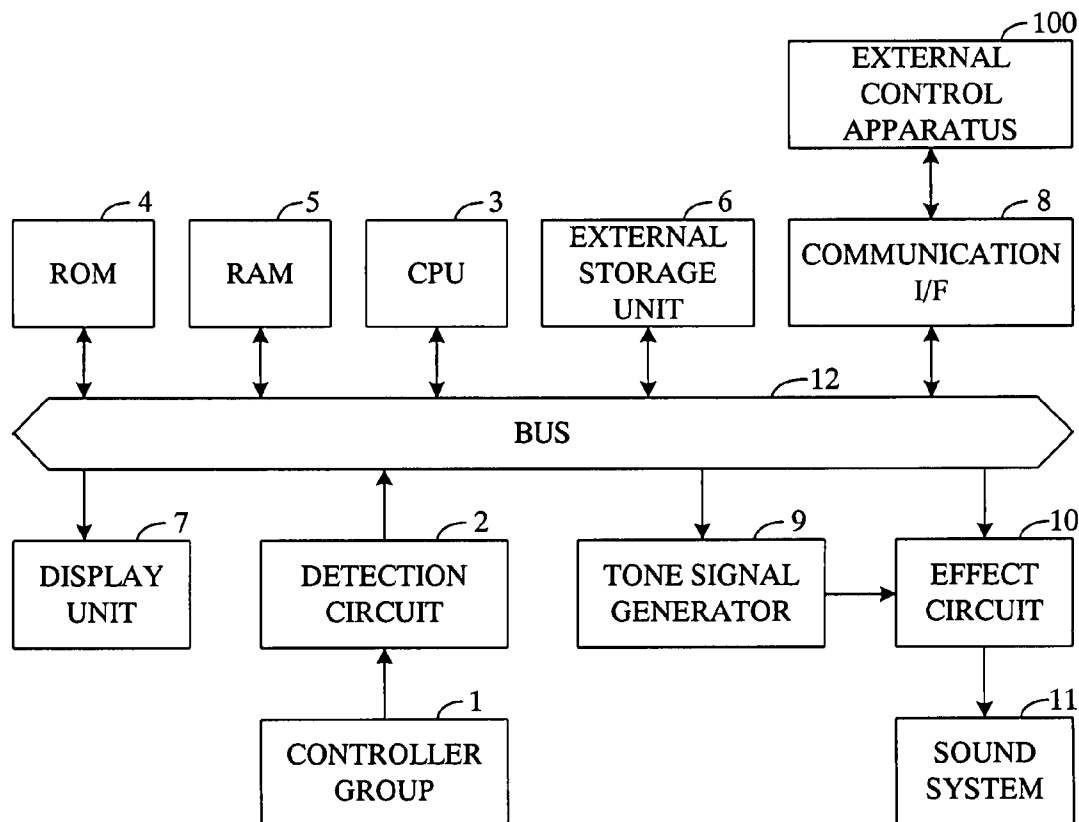 100
EXTERNAL
CONTROL
APPARATUS
4
ROM
5
RAM
3
CPU
6
EXTERNAL
STORAGE
UNIT
8
COMMUNICATION
I/F
12
BUS
7
DISPLAY
UNIT
2
DETECTION
CIRCUIT
9
TONE SIGNAL
GENERATOR
10
EFFECT
CIRCUIT
1
CONTROLLER
GROUP
11
SOUND
SYSTEM